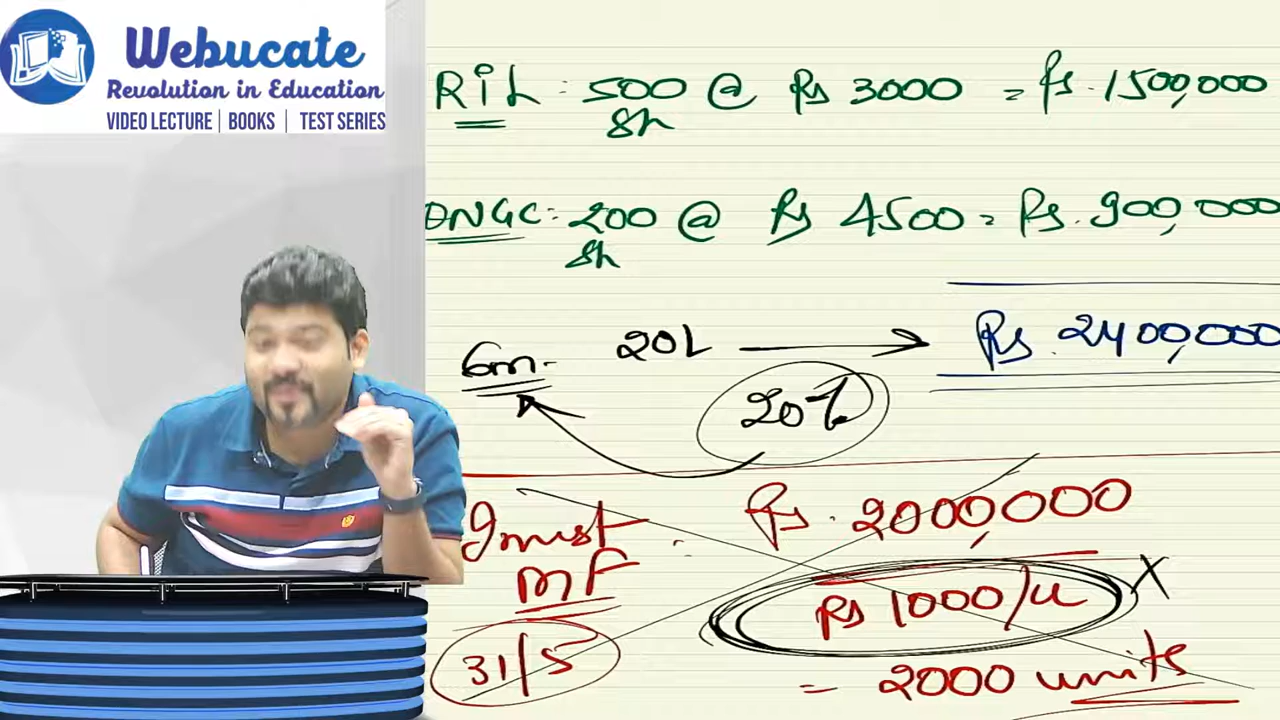 Webucate
Revolution in Education
VIDEO LECTURE | BOOKS | TEST SERIES
RIL : 500 @ Rs 3000 = Rs. 1500,000
Sh
ONGC: 200 @ Rs 4500 = Rs. 900,000
Sh
6m. 20L → Rs. 2400,000
20%
Invest : Rs. 2000,000
MF
Rs 1000/u X
31/5
= 2000 units